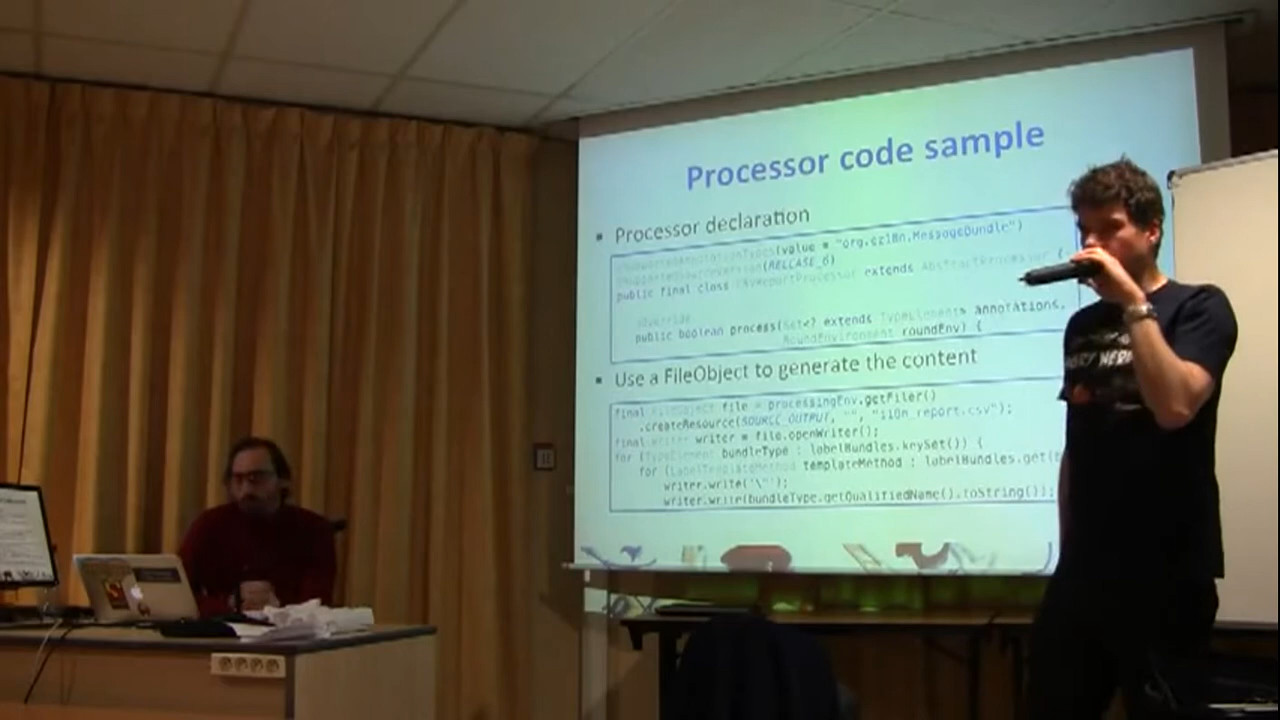 Processor code sample
▪ Processor declaration
(value = "org.ez18n.MessageBundle")
(RELEASE_6)
public final class CSVReportProcessor extends AbstractProcessor {
@Override
public boolean process(Set<? extends TypeElement> annotations,
RoundEnvironment roundEnv) {
▪ Use a FileObject to generate the content
final FileObject file = processingEnv.getFiler()
.createResource(SOURCE_OUTPUT, "", "i18n_report.csv");
final Writer writer = file.openWriter();
for (TypeElement bundleType : labelBundles.keySet()) {
for (LabelTemplateMethod templateMethod : labelBundles.get(
writer.write('\"');
writer.write(bundleType.getQualifiedName().toString());